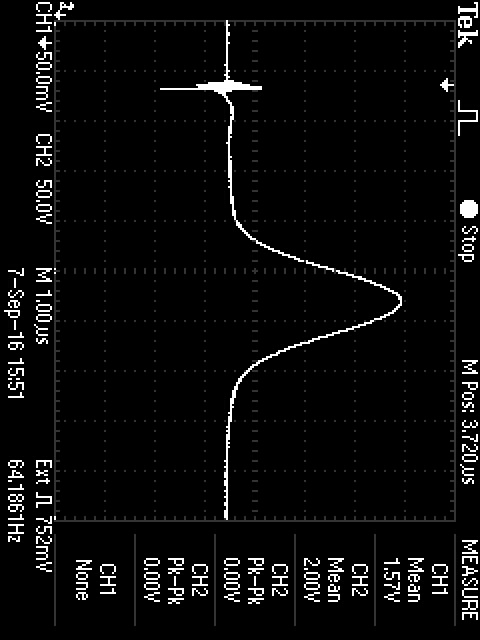 Tek Stop M Pos: 3.720µs MEASURE
CH1
Mean
1.57V
CH2
Mean
2.00V
CH2
Pk-Pk
0.00V
CH2
Pk-Pk
0.00V
CH1
None
CH1 50.0mV CH2 50.0V M 1.00µs Ext 752mV
7-Sep-16 15:51 64.1861Hz